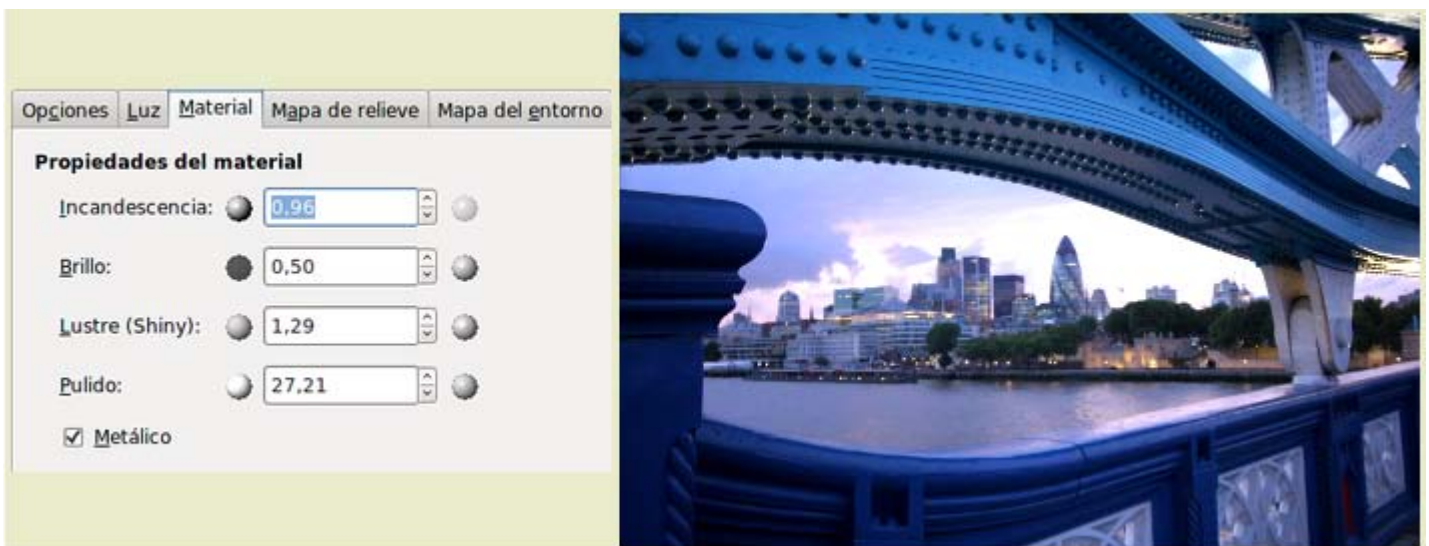 Opciones Luz Material Mapa de relieve Mapa del entorno
Propiedades del material
Incandescencia: 0,96
Brillo: 0,50
Lustre (Shiny): 1,29
Pulido: 27,21
Metálico